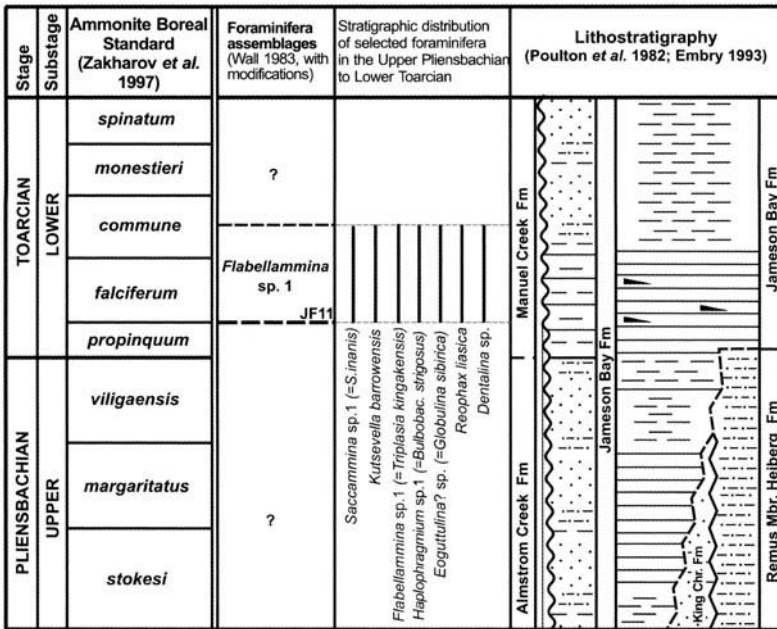 Stage
Substage
Ammonite Boreal
Standard
(Zakharov et al.
1997)
Foraminifera
assemblages
(Wall 1983, with
modifications)
Stratigraphic distribution
of selected foraminifera
in the Upper Pliensbachian
to Lower Toarcian
Lithostratigraphy
(Poulton et al. 1982; Embry 1993)
TOARCIAN
LOWER
spinatum
monestieri
commune
falciferum
propinquum
PLIENSBACHIAN
UPPER
viligaensis
margaritatus
stokesi
?
Flabellammina
sp. 1
JF11
?
Saccammina sp.1 (=S.inanis)
Kutsevella barrowensis
Flabellammina sp.1 (=Triplasia kingakensis)
Haplophragmium sp.1 (=Bulbobac. strigosus)
Eoguttulina? sp. (=Globulina sibirica)
Reophax liasica
Dentalina sp.
Manuel Creek Fm
Almstrom Creek Fm
Jameson Bay Fm
King Chr. Fm
Jameson Bay Fm
Remus Mbr. Heiberg Fm